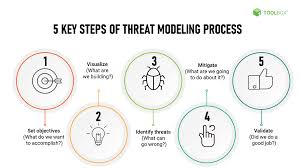 TOOLBOX
5 KEY STEPS OF THREAT MODELING PROCESS
1
Set objectives
(What do we want
to accomplish?)
Visualize
(What are
we building?)
2
3
Identify threats
(What can
go wrong?)
Mitigate
(What are we going
to do about it?)
4
5
Validate
(Did we do a
good job?)